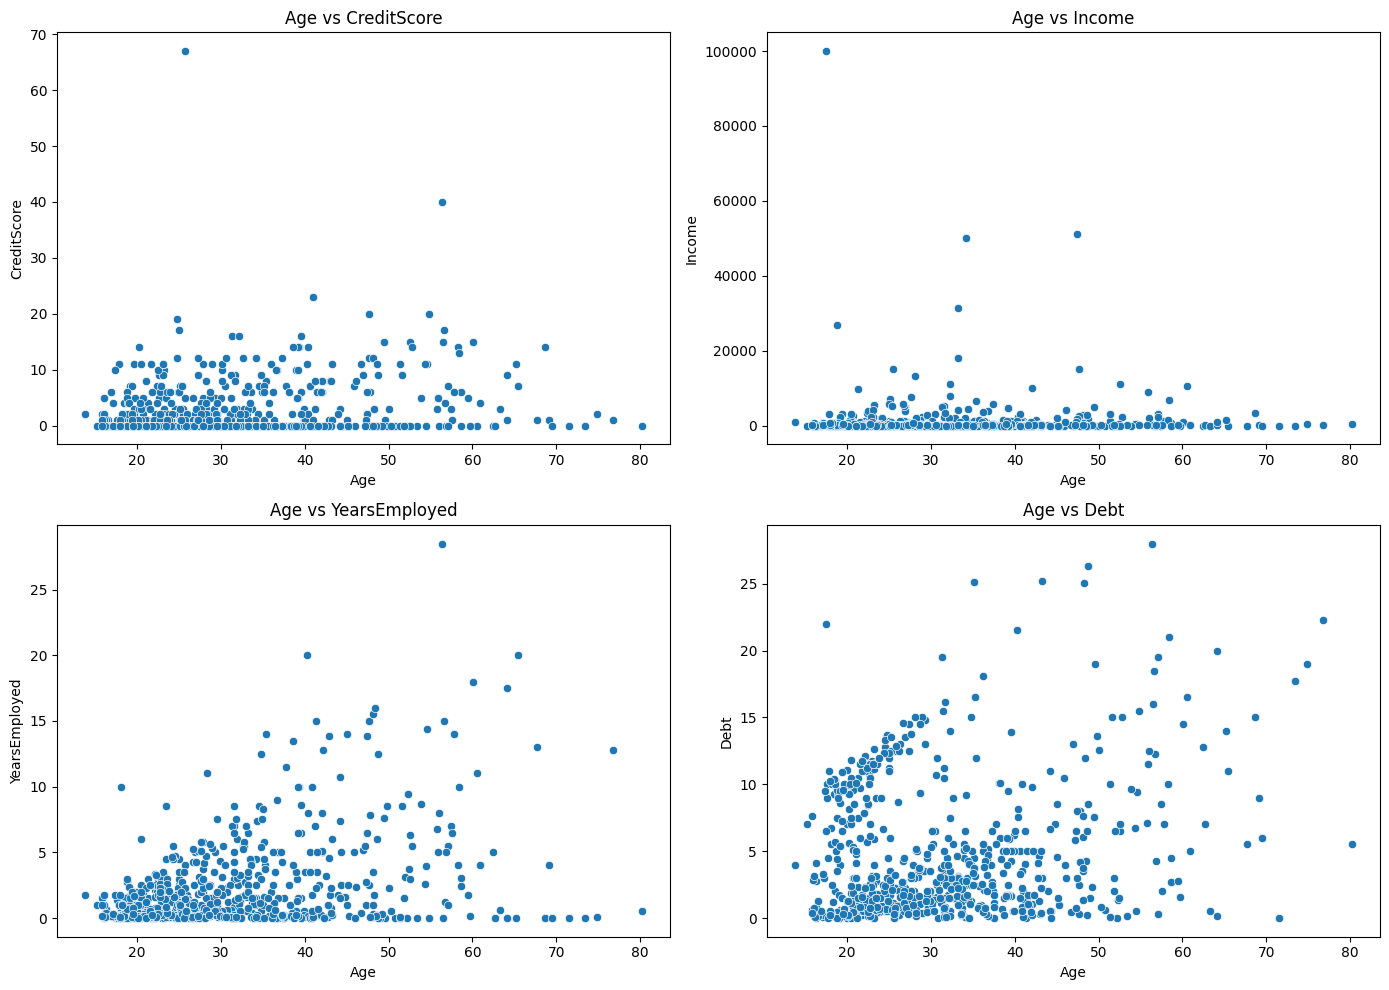 Age vs CreditScore
70
60
50
40
30
20
10
0
CreditScore
20 30 40 50 60 70 80
Age
Age vs Income
100000
80000
60000
40000
20000
0
Income
20 30 40 50 60 70 80
Age
Age vs YearsEmployed
25
20
15
10
5
0
YearsEmployed
20 30 40 50 60 70 80
Age
Age vs Debt
25
20
15
10
5
0
Debt
20 30 40 50 60 70 80
Age